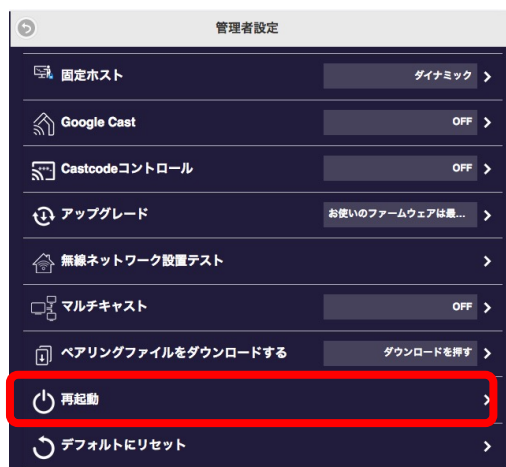 管理者設定
固定ホスト ダイナミック
Google Cast OFF
Castcodeコントロール OFF
アップグレード お使いのファームウェアは最...
無線ネットワーク設置テスト
マルチキャスト OFF
ペアリングファイルをダウンロードする ダウンロードを押す
再起動
デフォルトにリセット